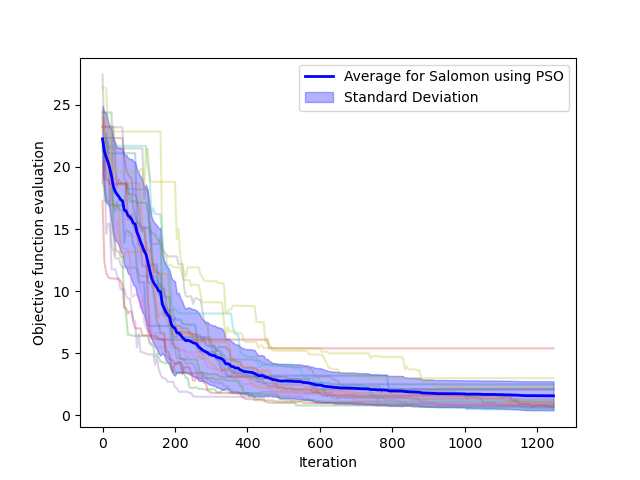 Average for Salomon using PSO
Standard Deviation
Objective function evaluation
25
20
15
10
5
0
0 200 400 600 800 1000 1200
Iteration